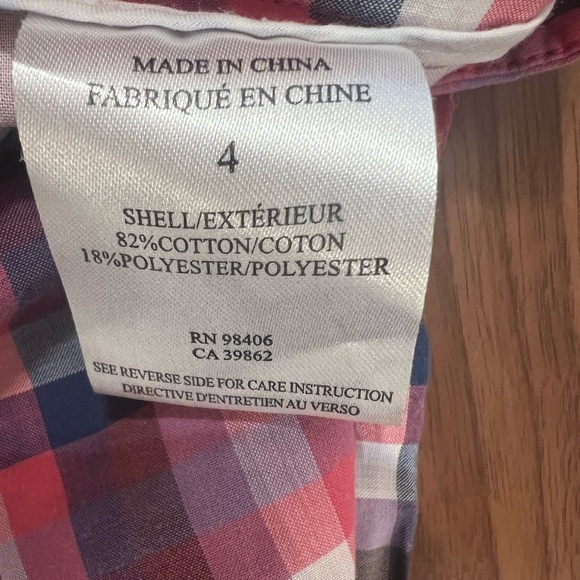 MADE IN CHINA
FABRIQUÉ EN CHINE
4
SHELL/EXTÉRIEUR
82%COTTON/COTON
18%POLYESTER/POLYESTER
RN 98406
CA 39862
SEE REVERSE SIDE FOR CARE INSTRUCTION
DIRECTIVE D'ENTRETIEN AU VERSO